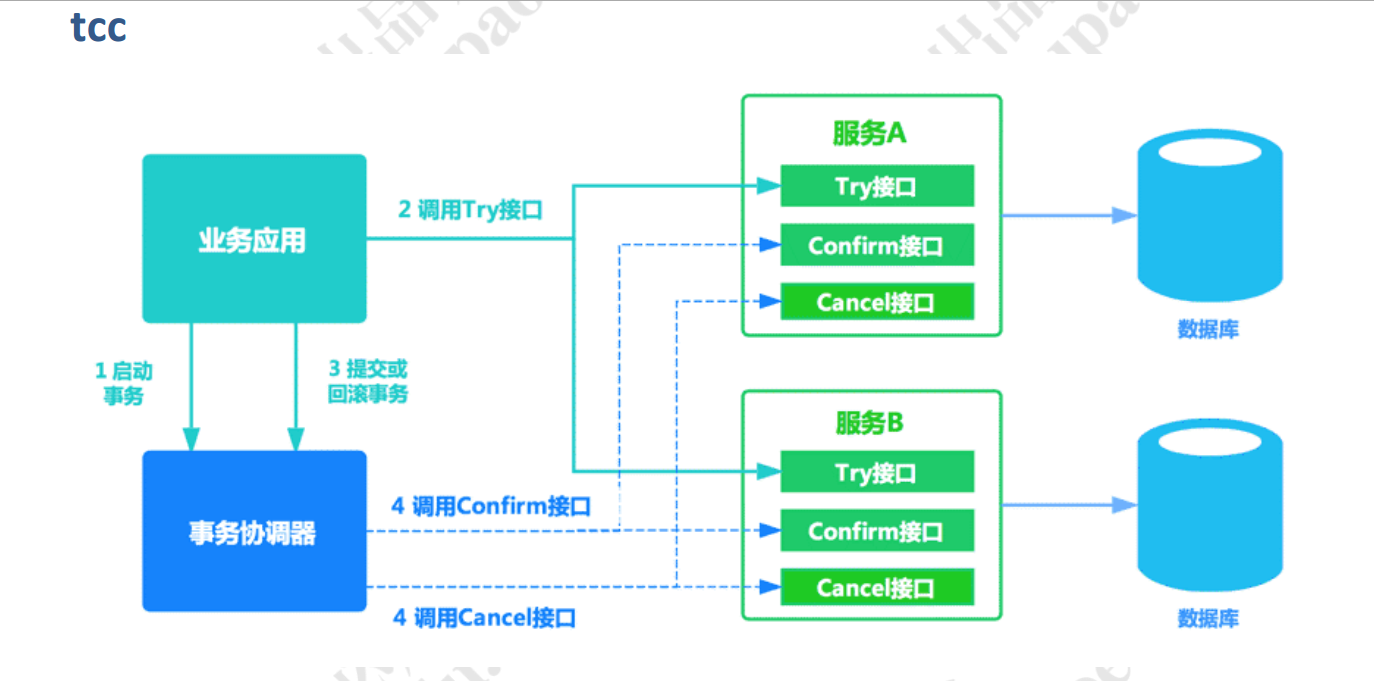 tcc
服务A
Try接口
业务应用
2 调用Try接口
Confirm接口
Cancel接口
数据库
1 启动
事务
3 提交或
回滚事务
服务B
Try接口
事务协调器
4 调用Confirm接口
Confirm接口
Cancel接口
4 调用Cancel接口
数据库